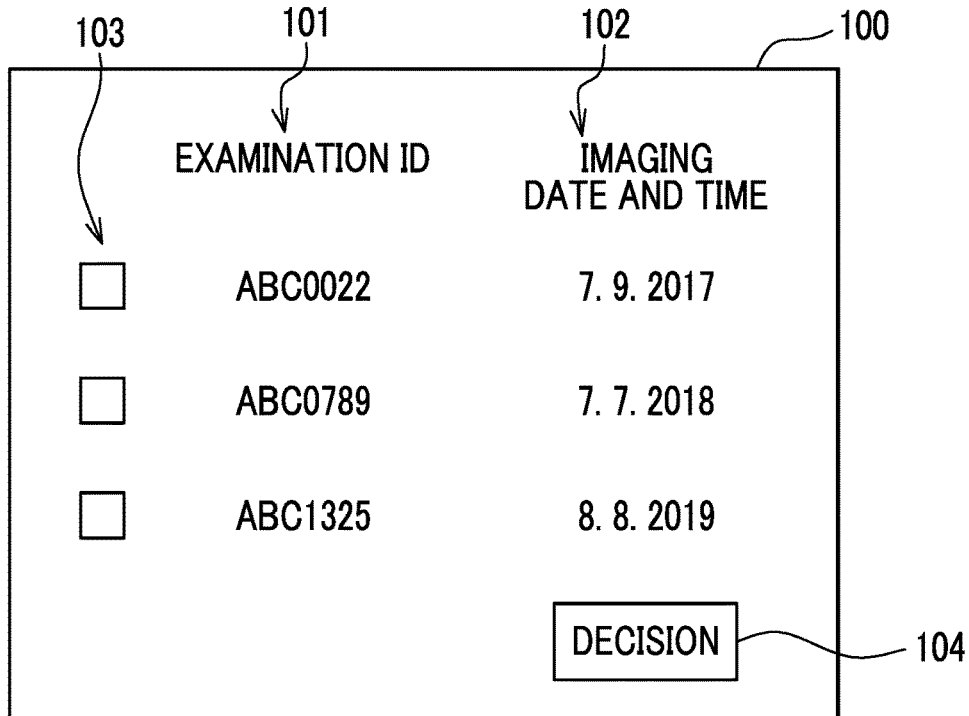 103 101 102 100
EXAMINATION ID IMAGING
DATE AND TIME
ABC0022 7. 9. 2017
ABC0789 7. 7. 2018
ABC1325 8. 8. 2019
DECISION 104